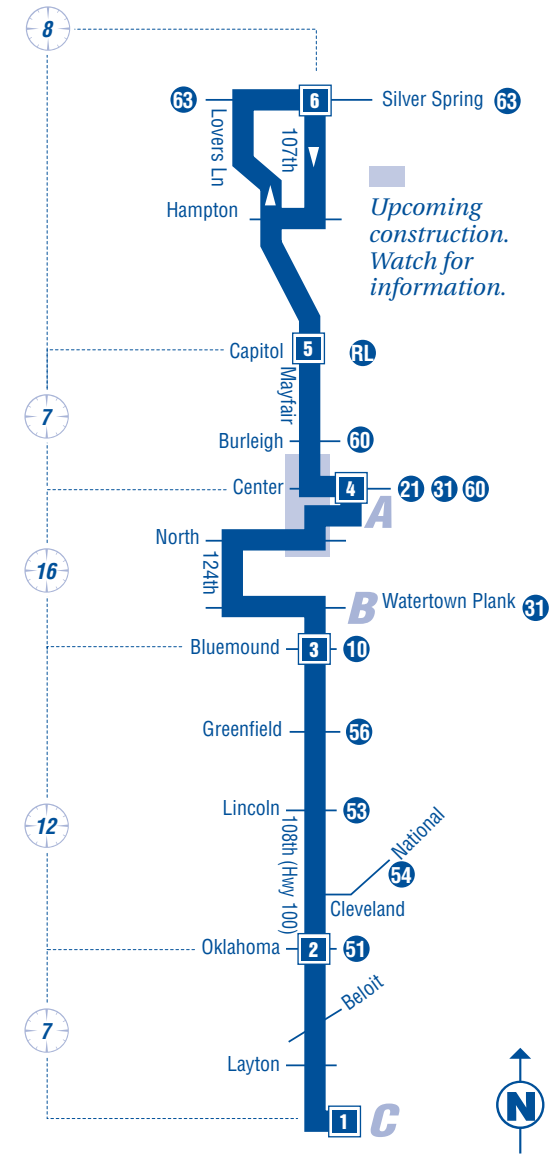 8
63
6
Silver Spring 63
Lovers Ln
107th
Hampton
Upcoming
construction.
Watch for
information.
Capitol 5 RL
Mayfair
7
Burleigh 60
Center 4 21 31 60
A
North
124th
16
B Watertown Plank 31
Bluemound 3 10
Greenfield 56
Lincoln 53
12
108th (Hwy 100)
National
54
Cleveland
Oklahoma 2 51
Beloit
7
Layton
1 C
N